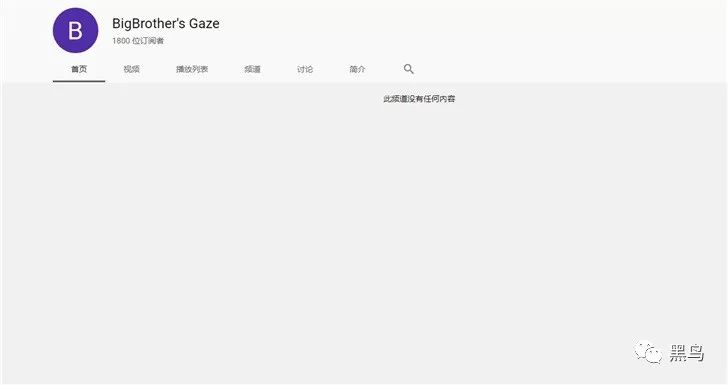 B
BigBrother's Gaze
1800 位订阅者
首页 视频 播放列表 频道 讨论 简介
此频道没有任何内容
黑鸟